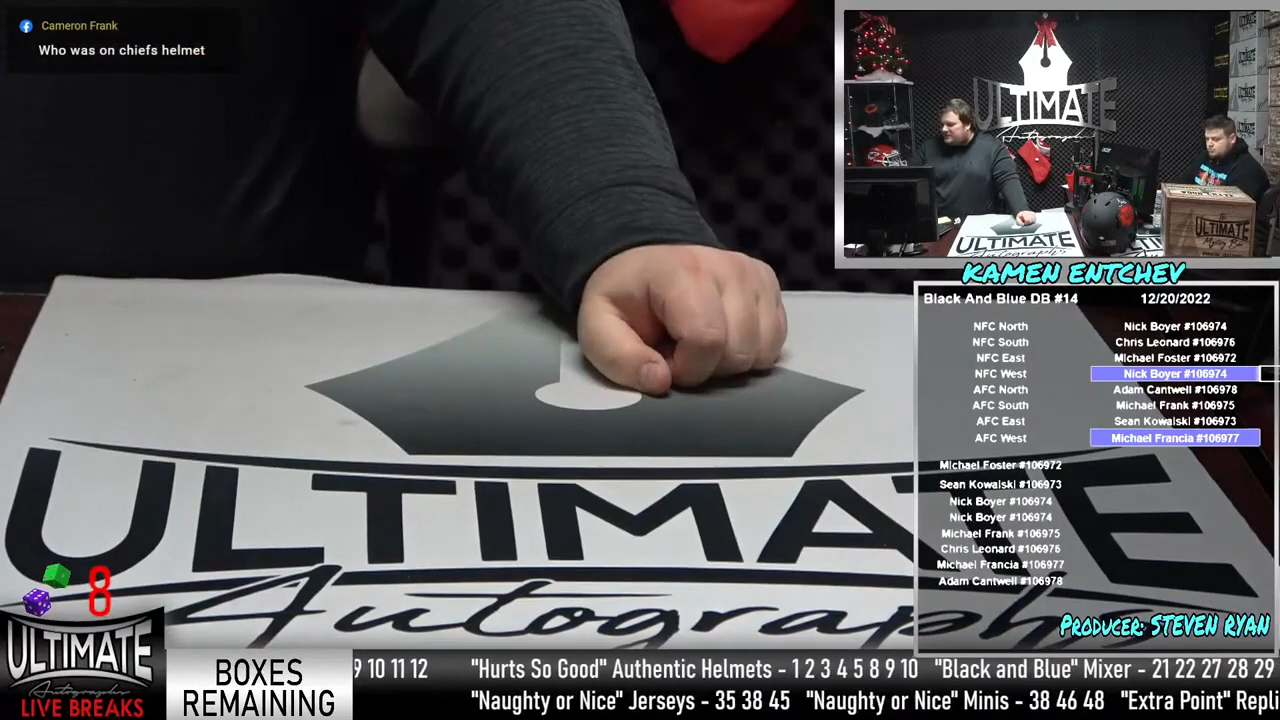 Cameron Frank
Who was on chiefs helmet
ULTIMATE
Autographs
ULTIMATE
Autographs
ULTIMATE
Mystery Box
KAMEN ENTCHEV
Black And Blue DB #14 12/20/2022
NFC North Nick Boyer #106974
NFC South Chris Leonard #106976
NFC East Michael Foster #106972
NFC West Nick Boyer #106974
AFC North Adam Cantwell #106978
AFC South Michael Frank #106975
AFC East Sean Kowalski #106973
AFC West Michael Francia #106977
Michael Foster #106972
Sean Kowalski #106973
Nick Boyer #106974
Nick Boyer #106974
Michael Frank #106975
Chris Leonard #106976
Michael Francia #106977
Adam Cantwell #106978
PRODUCER: STEVEN RYAN
ULTIMATE
Autographs
8
ULTIMATE
Autographs
LIVE BREAKS
BOXES
REMAINING
9 10 11 12 "Hurts So Good" Authentic Helmets - 1 2 3 4 5 8 9 10 "Black and Blue" Mixer - 21 22 27 28 29
"Naughty or Nice" Jerseys - 35 38 45 "Naughty or Nice" Minis - 38 46 48 "Extra Point" Repli